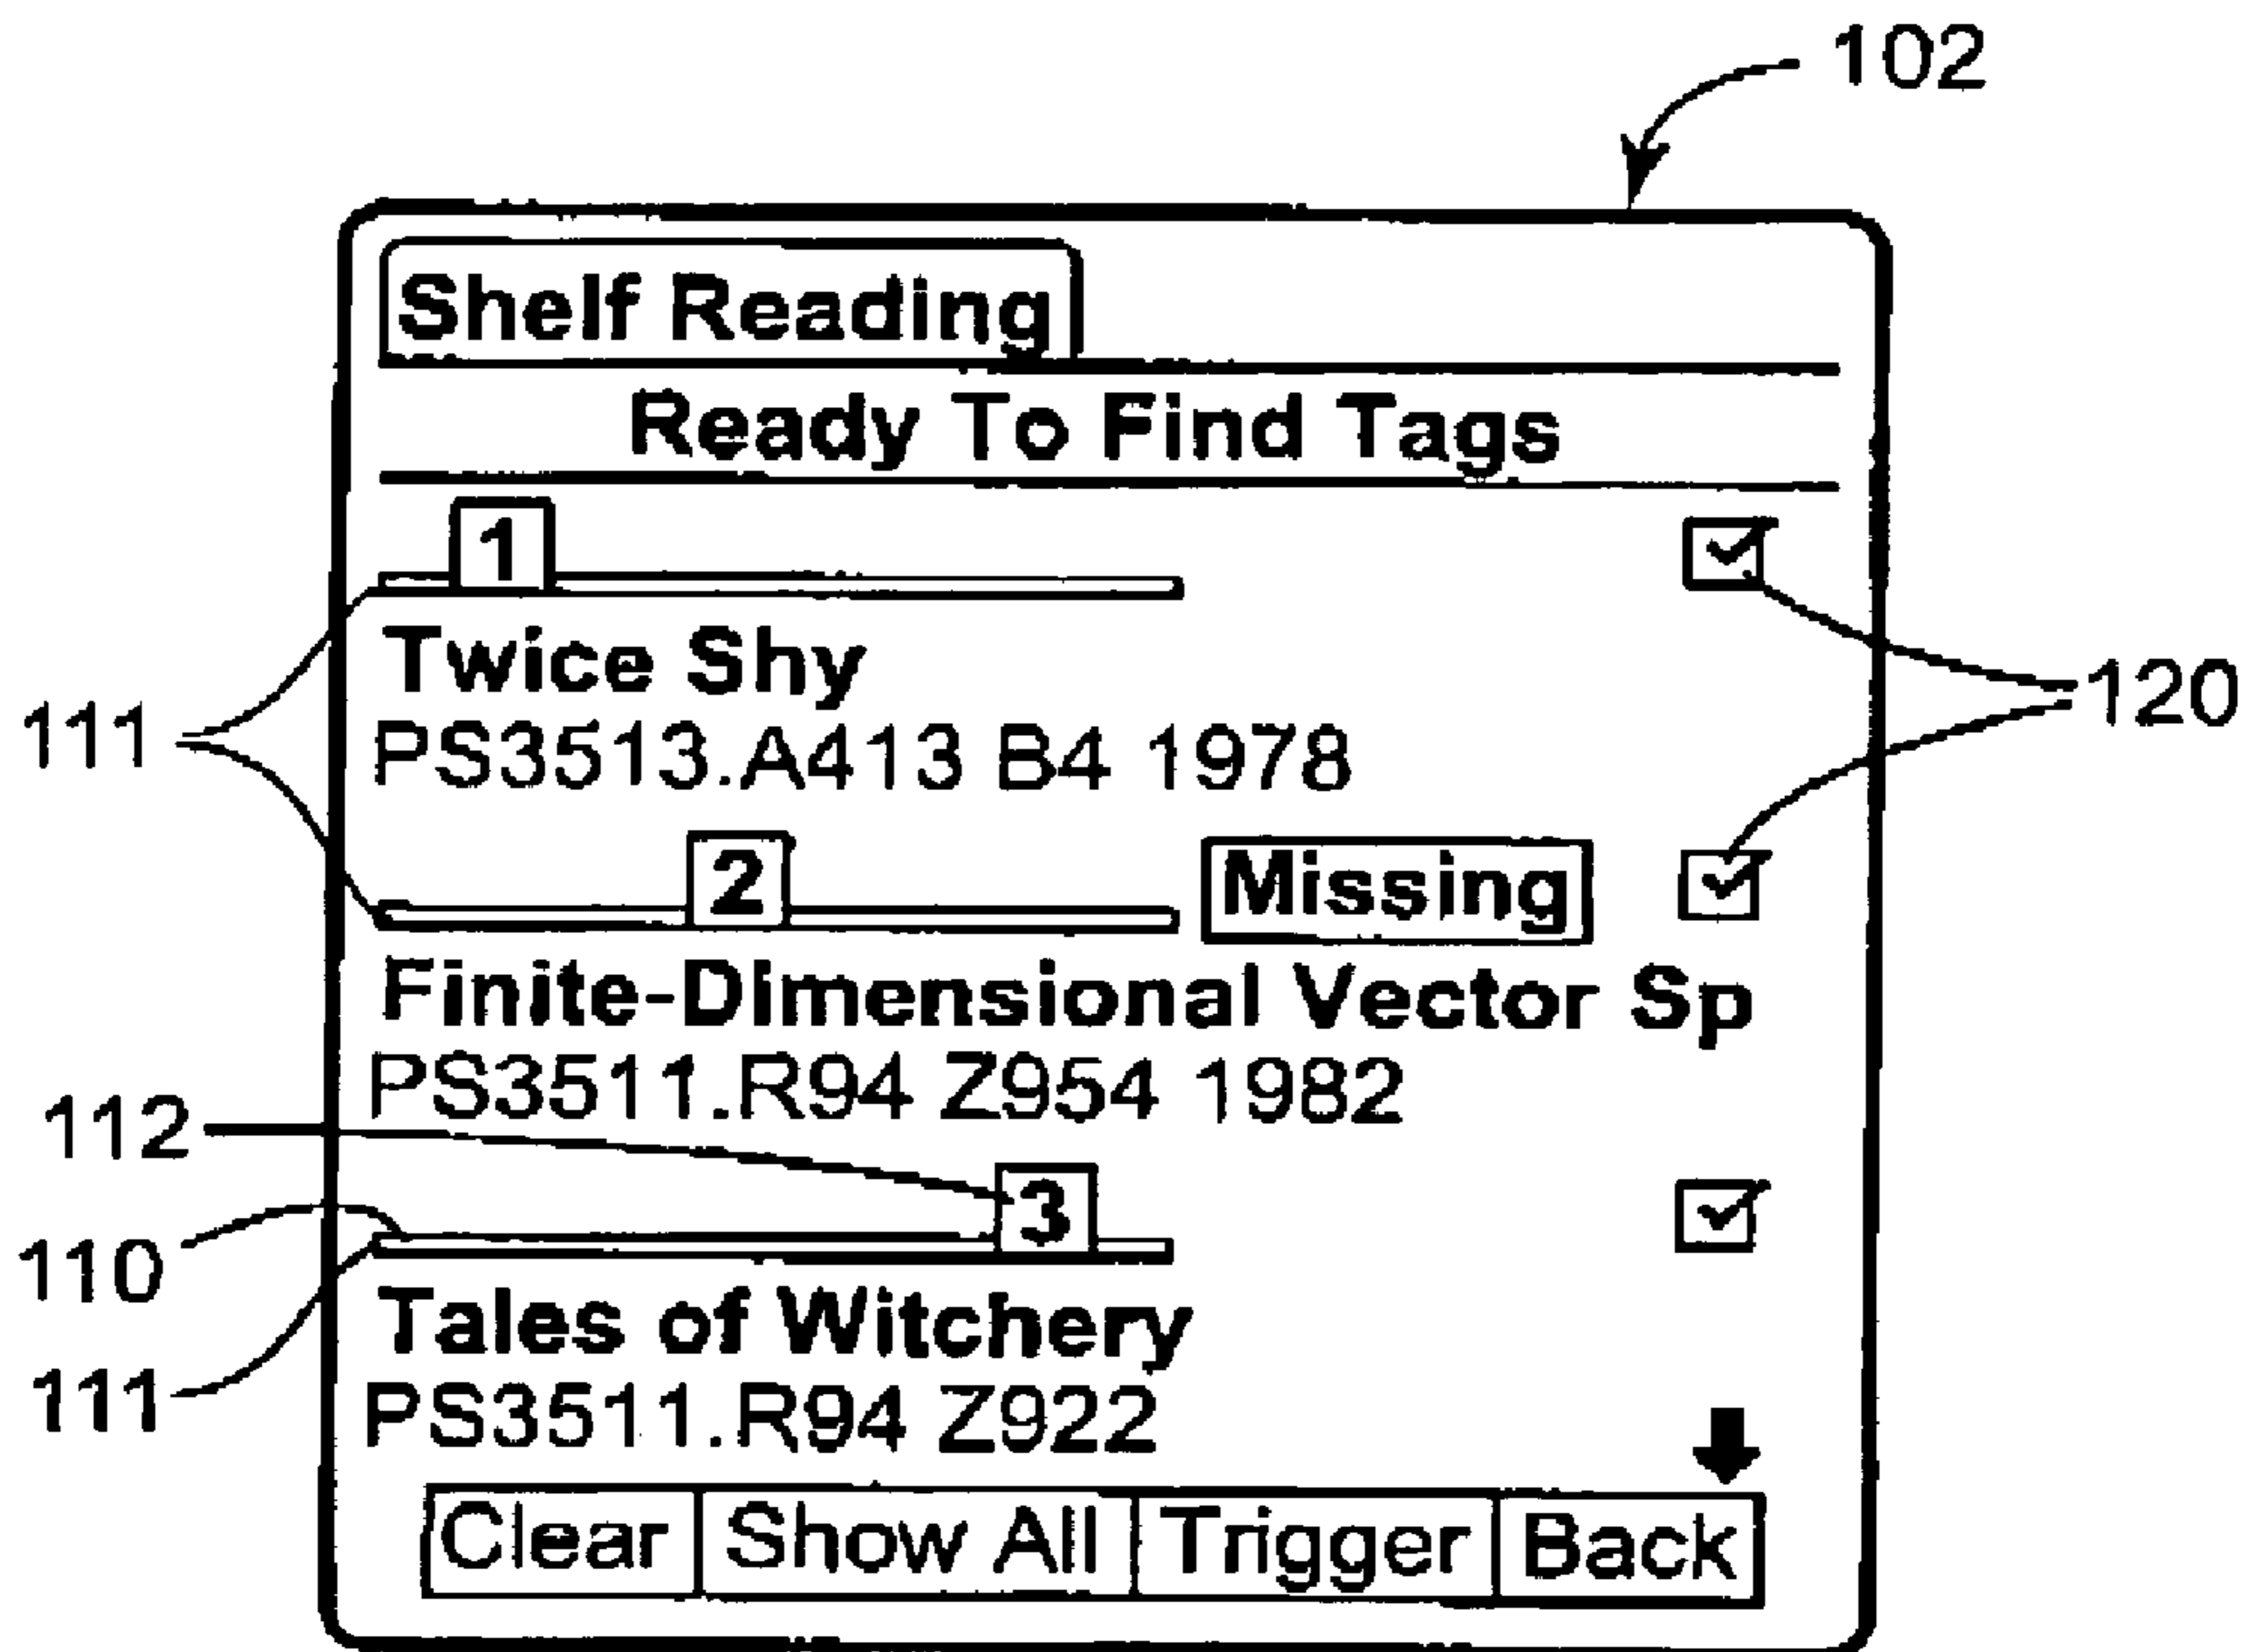 102
Shelf Reading
Ready To Find Tags
1
Twice Shy
111
120
PS3513.A413 B4 1978
2 Missing
Finite-Dimensional Vector Sp
PS3511.R94 Z954 1982
112
3
110
Tales of Witchery
111
PS3511.R94 Z922
Clear Show All Trigger Back